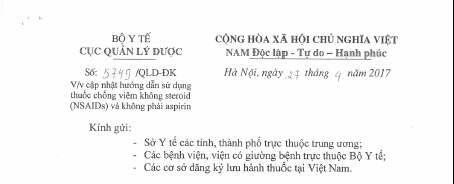 BỘ Y TẾ
CỤC QUẢN LÝ DƯỢC
CỘNG HÒA XÃ HỘI CHỦ NGHĨA VIỆT
NAM Độc lập - Tự do – Hạnh phúc
Số: 5749 /QLD-ĐK
Hà Nội, ngày 27 tháng 4 năm 2017
V/v cập nhật hướng dẫn sử dụng
thuốc chống viêm không steroid
(NSAIDs) và không phải aspirin
Kính gửi:
- Sở Y tế các tỉnh, thành phố trực thuộc trung ương;
- Các bệnh viện, viện có giường bệnh trực thuộc Bộ Y tế;
- Các cơ sở đăng ký lưu hành thuốc tại Việt Nam.